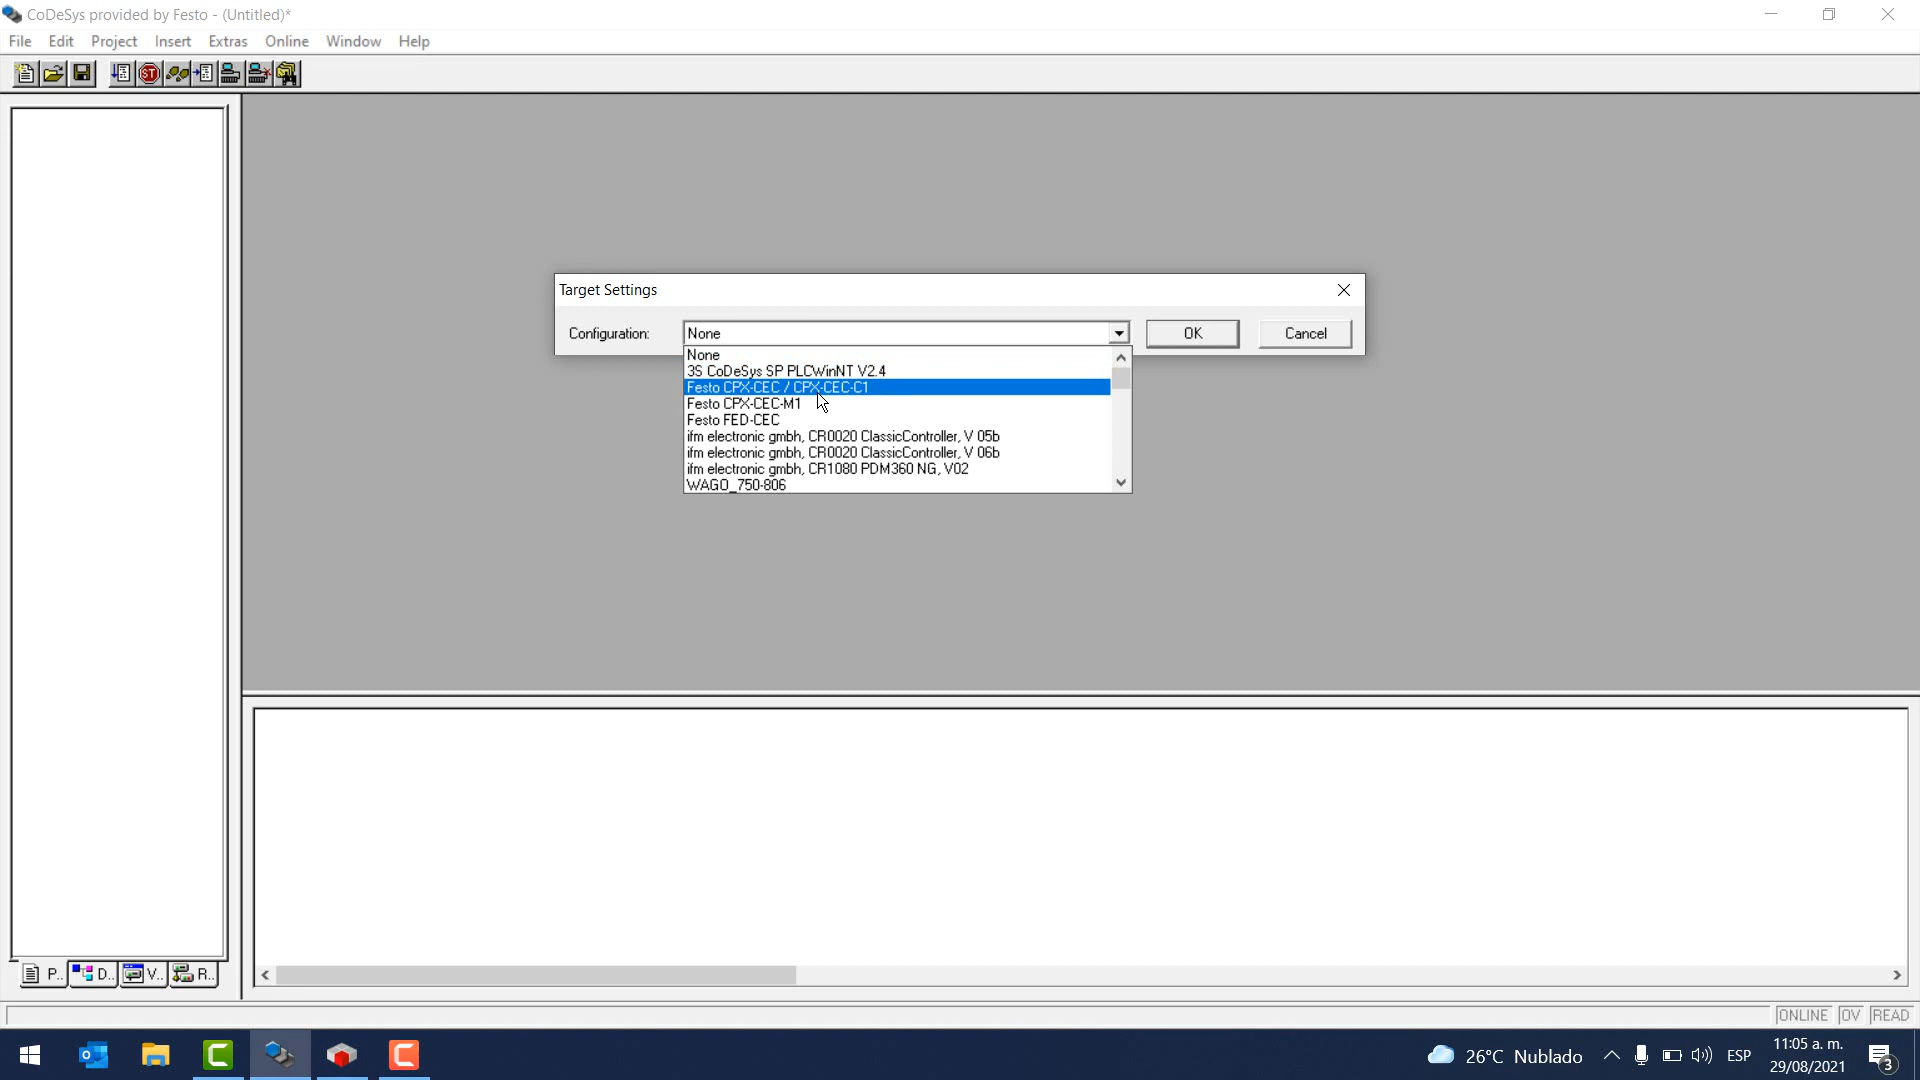 CoDeSys provided by Festo - (Untitled)*
File Edit Project Insert Extras Online Window Help
ST
Target Settings
Configuration: None OK Cancel
None
3S CoDeSys SP PLCWinNT V2.4
Festo CPX-CEC / CPX-CEC-C1
Festo CPX-CEC-M1
Festo FED-CEC
ifm electronic gmbh, CR0020 ClassicController, V 05b
ifm electronic gmbh, CR0020 ClassicController, V 06b
ifm electronic gmbh, CR1080 PDM360 NG, V02
WAGO_750-806
P.. D.. V.. R..
ONLINE OV READ
26°C Nublado ESP 11:05 a. m.
29/08/2021 3